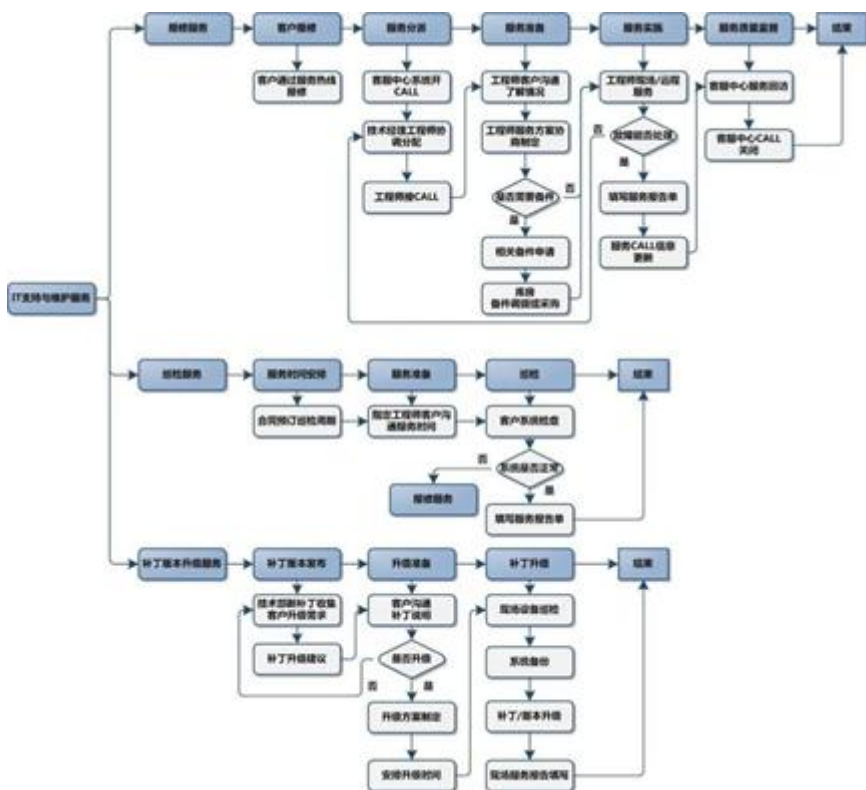 报修服务
客户报修
服务分派
服务准备
服务实施
服务质量监督
结束
客户通过服务热线
报修
客服中心系统开
CALL
工程师客户沟通
了解情况
工程师现场/远程
服务
客服中心服务回访
技术经理工程师协
调分配
工程师服务方案协
商制定
否
故障能否处理
是
客服中心CALL
关闭
工程师接CALL
是否需要备件
否
是
填写服务报告单
相关备件申请
服务CALL信息
更新
库房
备件调拨或采购
IT支持与维护服务
巡检服务
服务时间安排
服务准备
巡检
结束
合同预订巡检周期
指定工程师客户沟
通服务时间
客户系统检查
否
系统是否正常
是
报修服务
填写服务报告单
补丁版本升级服务
补丁版本发布
升级准备
补丁升级
结束
技术部跟补丁收集
客户升级需求
客户沟通
补丁说明
现场设备巡检
补丁升级建议
是否升级
否
是
系统备份
升级方案制定
补丁/版本升级
安排升级时间
现场服务报告填写